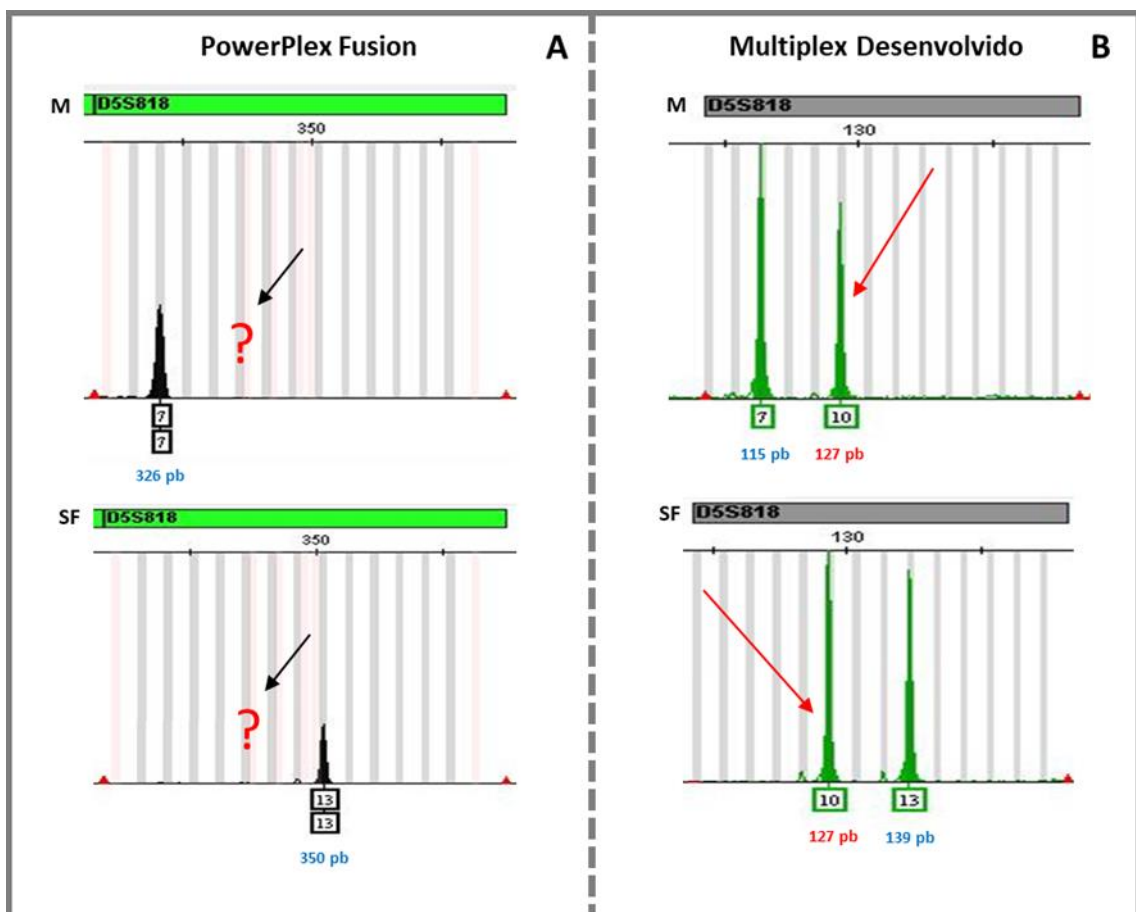 PowerPlex Fusion
A
M
D5S818
350
?
7
7
326 pb
SF
D5S818
350
?
13
13
350 pb
Multiplex Desenvolvido
B
M
D5S818
130
7
10
115 pb
127 pb
SF
D5S818
130
10
13
127 pb
139 pb